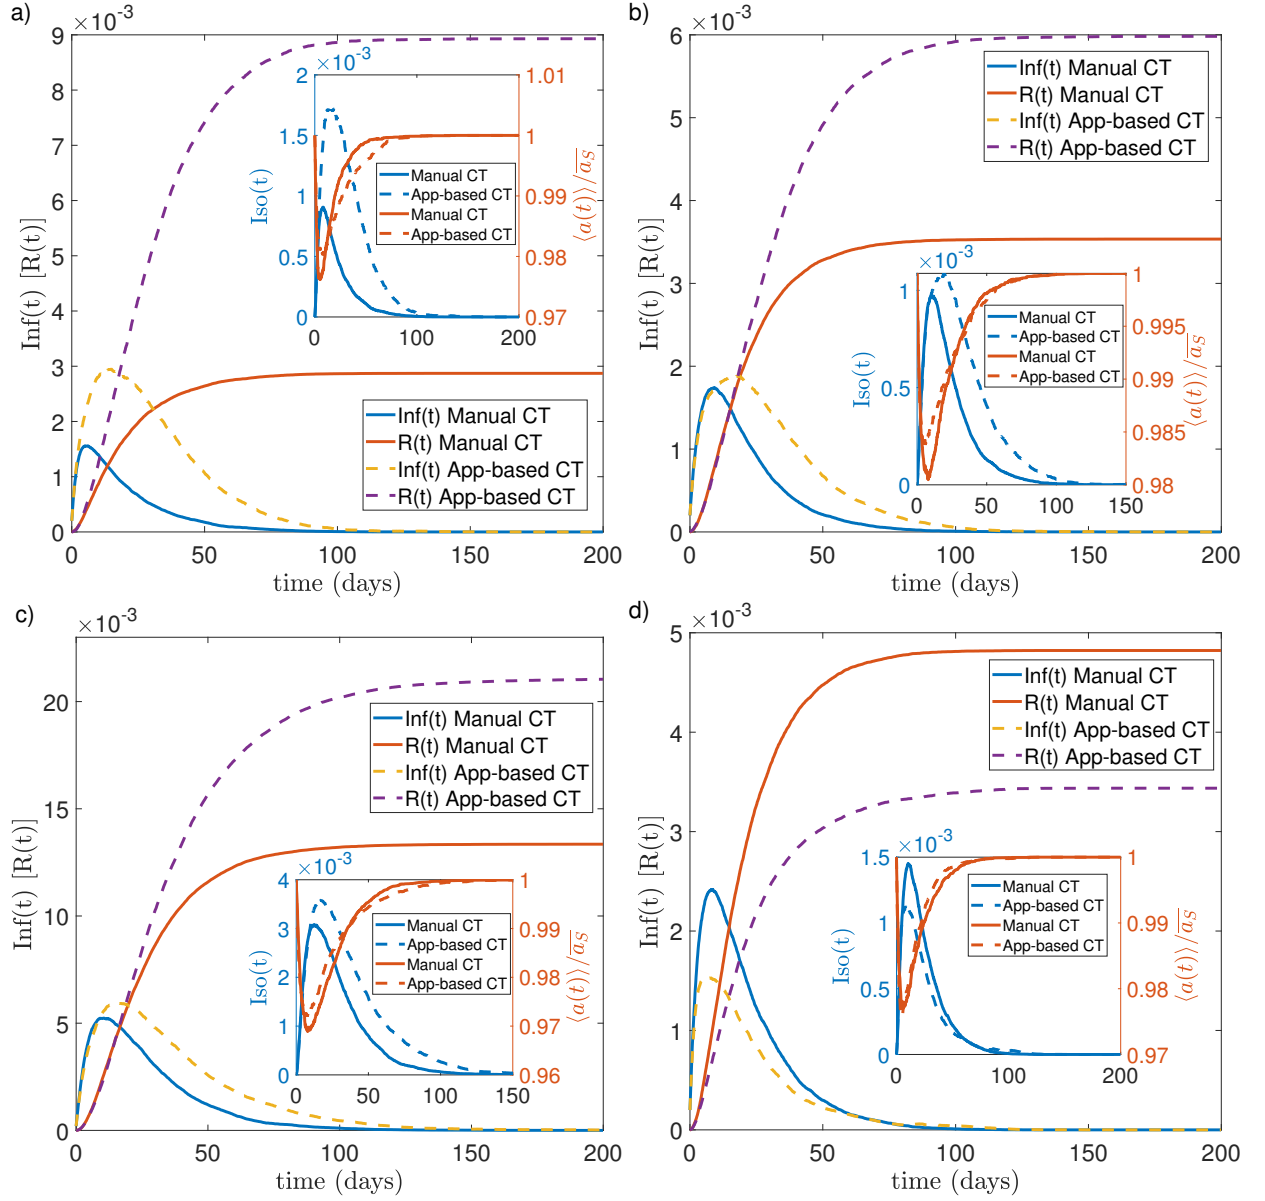 a)
×10⁻³
9
8
7
6
5
4
3
2
1
0
Inf(t) [R(t)]
0 50 100 150 200
time (days)
Inf(t) Manual CT
R(t) Manual CT
Inf(t) App-based CT
R(t) App-based CT
×10⁻³
2
1.5
1
0.5
0
Iso(t)
0 100 200
1.01
1
0.99
0.98
0.97
⟨a(t)⟩/a̅_S
Manual CT
App-based CT
Manual CT
App-based CT
b)
×10⁻³
6
5
4
3
2
1
0
Inf(t) [R(t)]
0 50 100 150 200
time (days)
Inf(t) Manual CT
R(t) Manual CT
Inf(t) App-based CT
R(t) App-based CT
×10⁻³
1
0.5
0
Iso(t)
0 50 100 150
1
0.995
0.99
0.985
0.98
⟨a(t)⟩/a̅_S
Manual CT
App-based CT
Manual CT
App-based CT
c)
×10⁻³
20
15
10
5
0
Inf(t) [R(t)]
0 50 100 150 200
time (days)
Inf(t) Manual CT
R(t) Manual CT
Inf(t) App-based CT
R(t) App-based CT
×10⁻³
4
3
2
1
0
Iso(t)
0 50 100 150
1
0.99
0.98
0.97
0.96
⟨a(t)⟩/a̅_S
Manual CT
App-based CT
Manual CT
App-based CT
d)
×10⁻³
5
4
3
2
1
0
Inf(t) [R(t)]
0 50 100 150 200
time (days)
Inf(t) Manual CT
R(t) Manual CT
Inf(t) App-based CT
R(t) App-based CT
×10⁻³
1.5
1
0.5
0
Iso(t)
0 100 200
1
0.99
0.98
0.97
⟨a(t)⟩/a̅_S
Manual CT
App-based CT
Manual CT
App-based CT